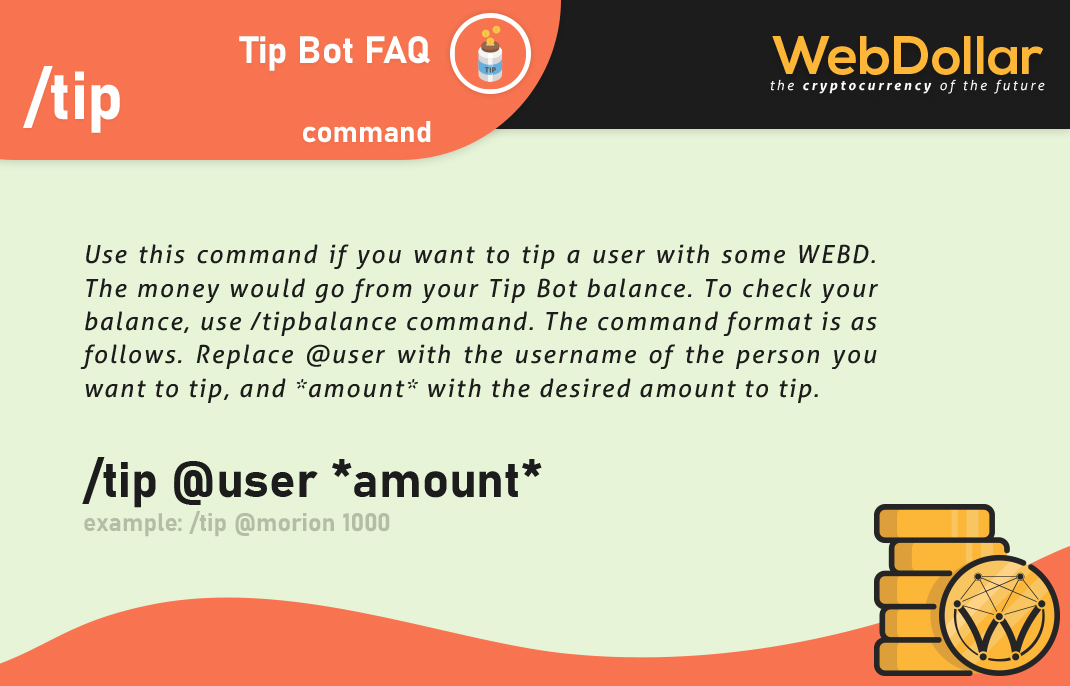 Tip Bot FAQ
/tip
command
TIP
WebDollar
the cryptocurrency of the future
Use this command if you want to tip a user with some WEBD.
The money would go from your Tip Bot balance. To check your
balance, use /tipbalance command. The command format is as
follows. Replace @user with the username of the person you
want to tip, and *amount* with the desired amount to tip.
/tip @user *amount*
example: /tip @morion 1000